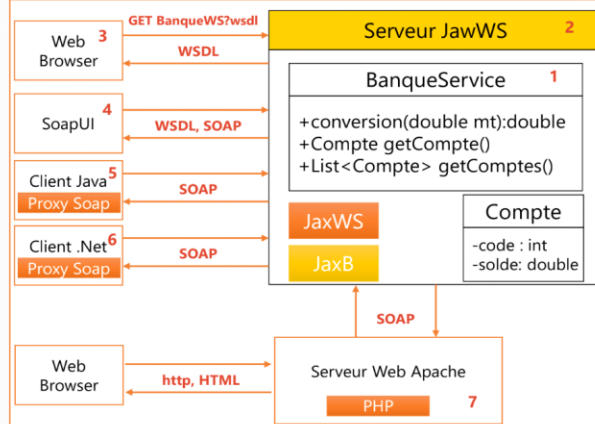 Web Browser 3
GET BanqueWS?wsdl
WSDL
SoapUI 4
WSDL, SOAP
Client Java 5
Proxy Soap
SOAP
Client .Net 6
Proxy Soap
SOAP
Serveur JawWS 2
BanqueService 1
+conversion(double mt):double
+Compte getCompte()
+List<Compte> getComptes()
JaxWS
JaxB
Compte
-code : int
-solde: double
SOAP
Web
Browser
http, HTML
Serveur Web Apache
PHP 7